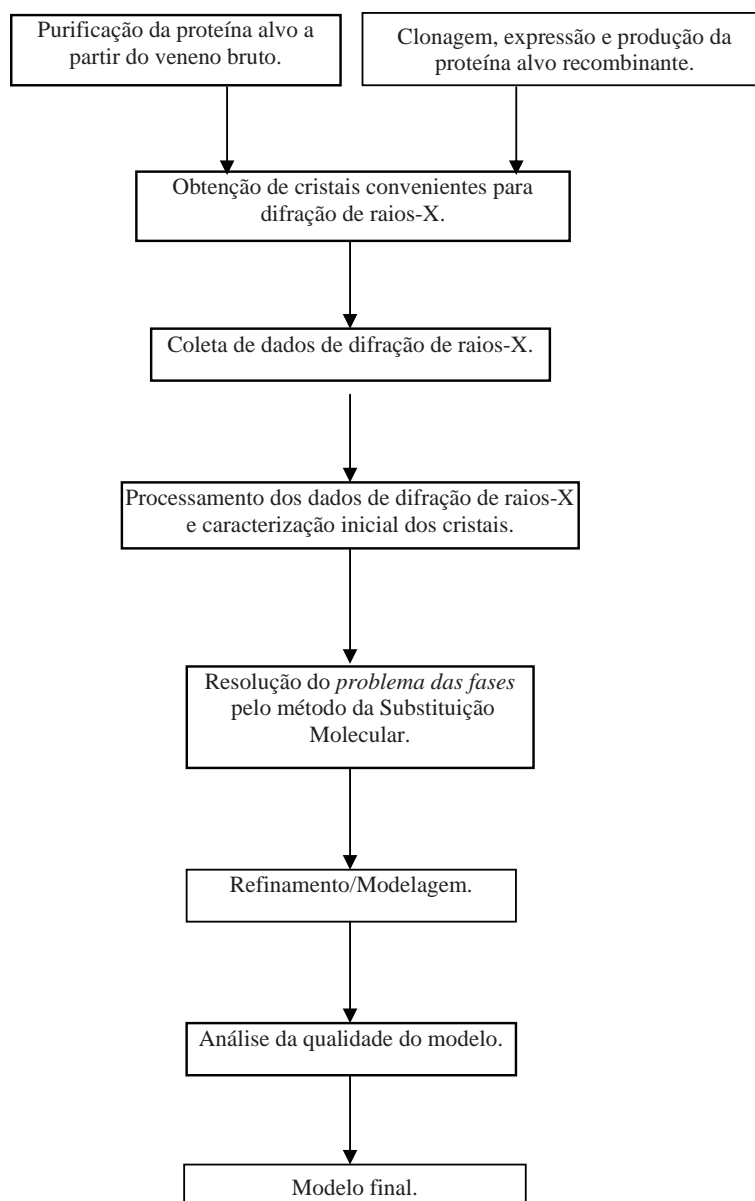 Purificação da proteína alvo a
partir do veneno bruto.
Clonagem, expressão e produção da
proteína alvo recombinante.
Obtenção de cristais convenientes para
difração de raios-X.
Coleta de dados de difração de raios-X.
Processamento dos dados de difração de raios-X
e caracterização inicial dos cristais.
Resolução do problema das fases
pelo método da Substituição
Molecular.
Refinamento/Modelagem.
Análise da qualidade do modelo.
Modelo final.